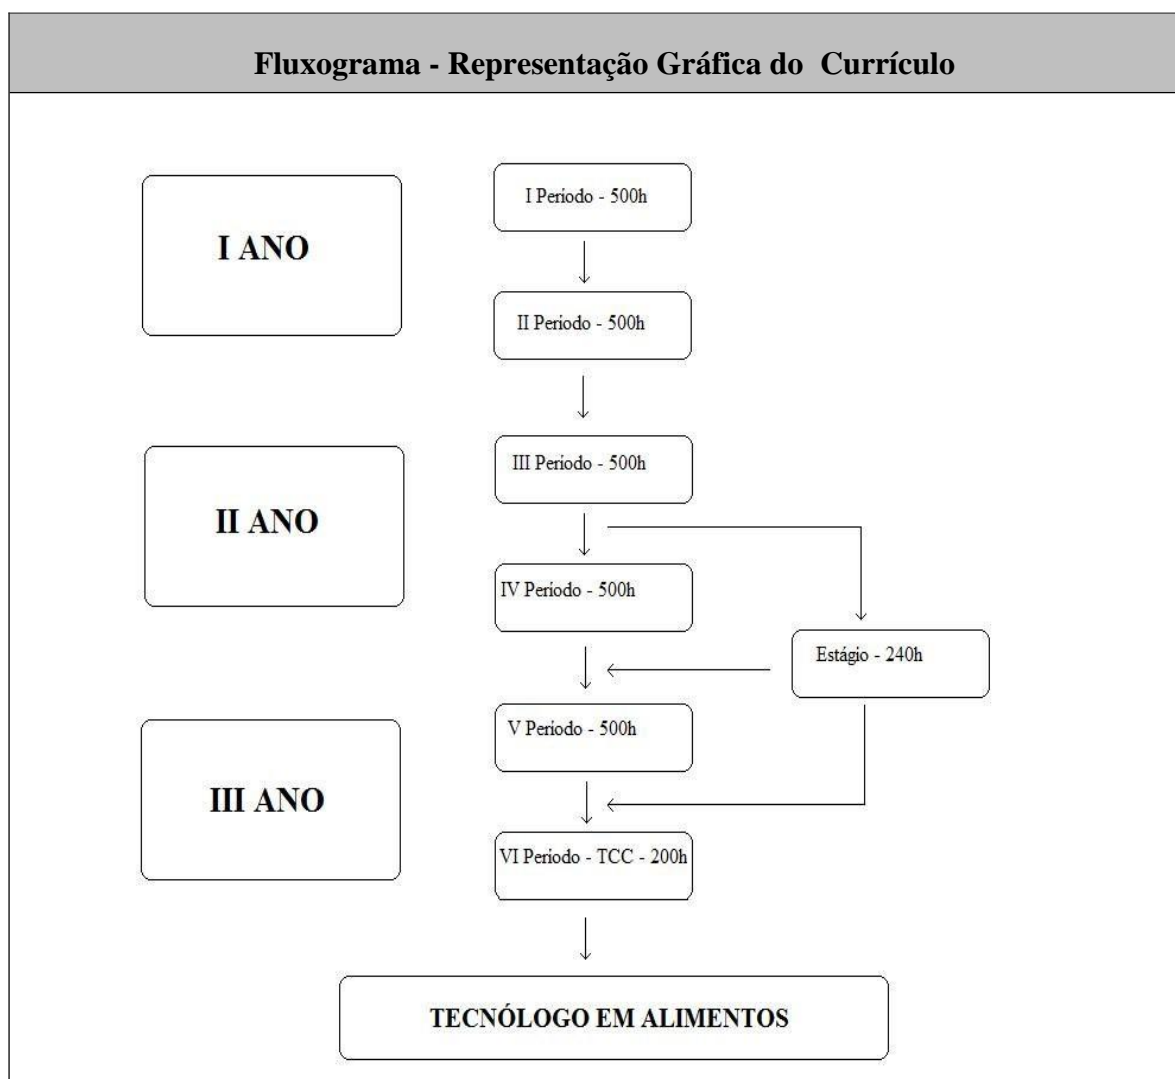 Fluxograma - Representação Gráfica do Currículo
I ANO
I Período - 500h
II Período - 500h
II ANO
III Período - 500h
IV Período - 500h
Estágio - 240h
III ANO
V Período - 500h
VI Período - TCC - 200h
TECNÓLOGO EM ALIMENTOS